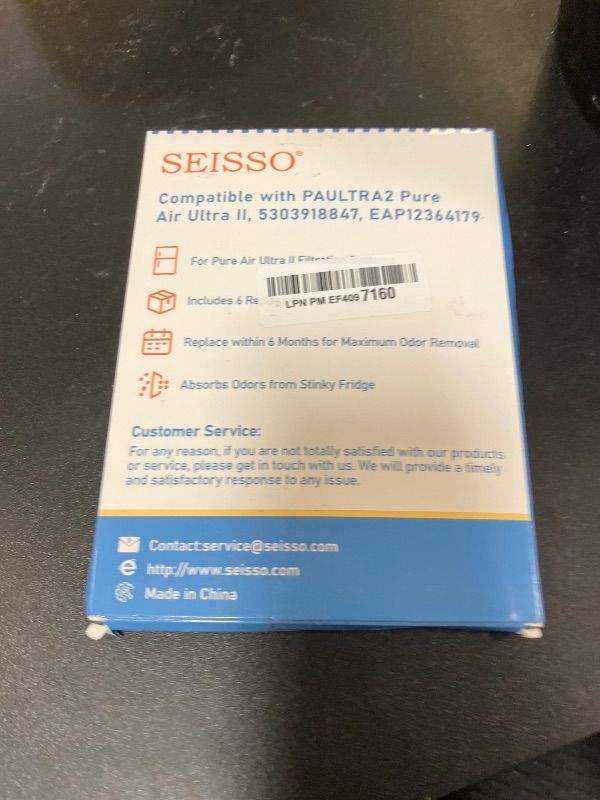 SEISSO®
Compatible with PAULTRA2 Pure
Air Ultra II, 5303918847, EAP12364179
For Pure Air Ultra II Filtration Systems
Includes 6
LPN PM EF409 7160
Replace within 6 Months for Maximum Odor Removal
Absorbs Odors from Stinky Fridge
Customer Service:
For any reason, if you are not totally satisfied with our products
or service, please get in touch with us. We will provide a timely
and satisfactory response to any issue.
Contact:service@seisso.com
http://www.seisso.com
Made in China